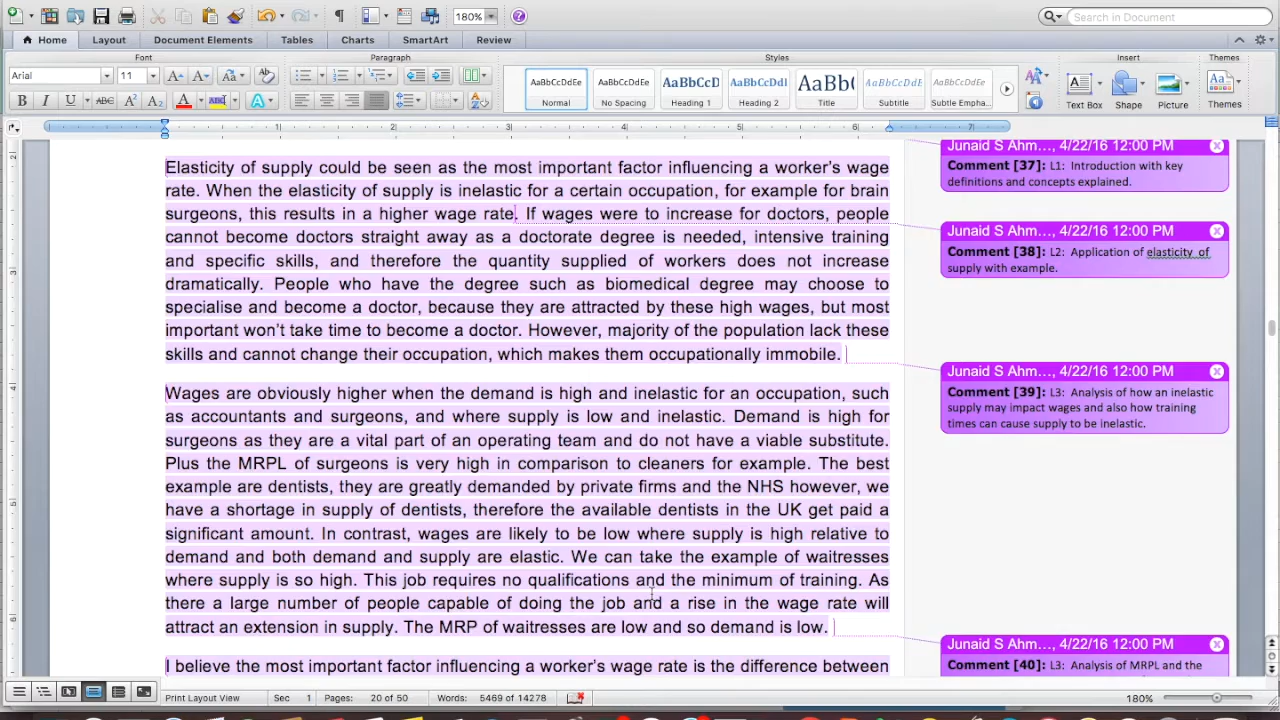 180%
Search in Document
Home
Layout
Document Elements
Tables
Charts
SmartArt
Review
Font
Paragraph
Styles
Insert
Themes
Arial
11
AaBbCcDdEe
Normal
AaBbCcDdEe
No Spacing
AaBbCcD
Heading 1
AaBbCcDdI
Heading 2
AaBb(
Title
AaBbCcDdEe
Subtitle
AaBbCcDdEe
Subtle Empha...
Text Box
Shape
Picture
Themes
Elasticity of supply could be seen as the most important factor influencing a worker's wage
rate. When the elasticity of supply is inelastic for a certain occupation, for example for brain
surgeons, this results in a higher wage rate. If wages were to increase for doctors, people
cannot become doctors straight away as a doctorate degree is needed, intensive training
and specific skills, and therefore the quantity supplied of workers does not increase
dramatically. People who have the degree such as biomedical degree may choose to
specialise and become a doctor, because they are attracted by these high wages, but most
important won't take time to become a doctor. However, majority of the population lack these
skills and cannot change their occupation, which makes them occupationally immobile.
Wages are obviously higher when the demand is high and inelastic for an occupation, such
as accountants and surgeons, and where supply is low and inelastic. Demand is high for
surgeons as they are a vital part of an operating team and do not have a viable substitute.
Plus the MRPL of surgeons is very high in comparison to cleaners for example. The best
example are dentists, they are greatly demanded by private firms and the NHS however, we
have a shortage in supply of dentists, therefore the available dentists in the UK get paid a
significant amount. In contrast, wages are likely to be low where supply is high relative to
demand and both demand and supply are elastic. We can take the example of waitresses
where supply is so high. This job requires no qualifications and the minimum of training. As
there a large number of people capable of doing the job and a rise in the wage rate will
attract an extension in supply. The MRP of waitresses are low and so demand is low.
I believe the most important factor influencing a worker's wage rate is the difference between
Junaid S Ahm..., 4/22/16 12:00 PM
Comment [37]: L1: Introduction with key
definitions and concepts explained.
Junaid S Ahm..., 4/22/16 12:00 PM
Comment [38]: L2: Application of elasticity of
supply with example.
Junaid S Ahm..., 4/22/16 12:00 PM
Comment [39]: L3: Analysis of how an inelastic
supply may impact wages and also how training
times can cause supply to be inelastic.
Junaid S Ahm..., 4/22/16 12:00 PM
Comment [40]: L3: Analysis of MRPL and the
Print Layout View
Sec 1
Pages: 20 of 50
Words: 5469 of 14278
180%